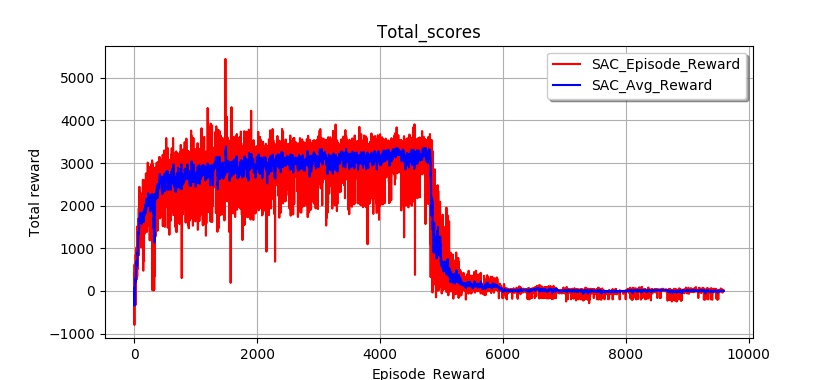 Total_scores
SAC_Episode_Reward
SAC_Avg_Reward
Total reward
5000
4000
3000
2000
1000
0
−1000
0 2000 4000 6000 8000 10000
Episode_Reward